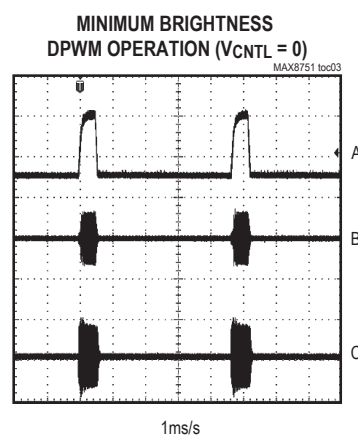 MINIMUM BRIGHTNESS
DPWM OPERATION (VCNTL = 0)
MAX8751 toc03
T
A
B
C
1ms/s